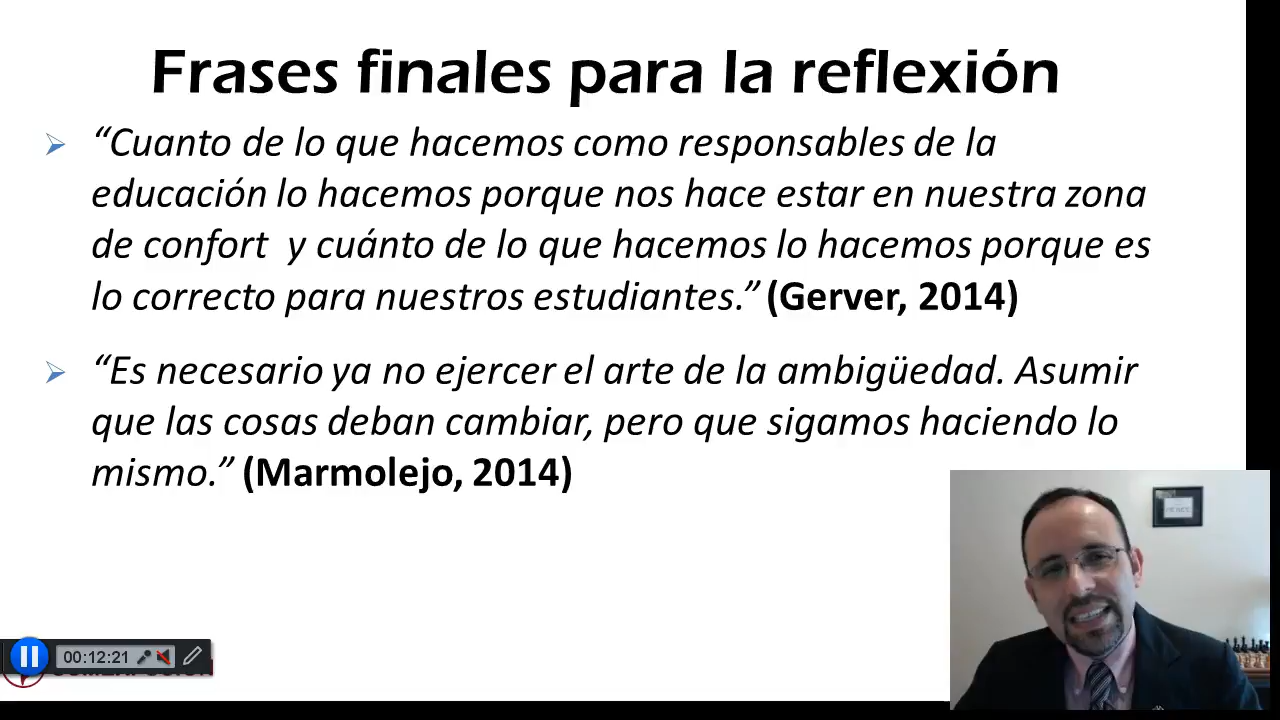 Frases finales para la reflexión
“Cuanto de lo que hacemos como responsables de la
educación lo hacemos porque nos hace estar en nuestra zona
de confort y cuánto de lo que hacemos lo hacemos porque es
lo correcto para nuestros estudiantes.” (Gerver, 2014)
“Es necesario ya no ejercer el arte de la ambigüedad. Asumir
que las cosas deban cambiar, pero que sigamos haciendo lo
mismo.” (Marmolejo, 2014)
00:12:21